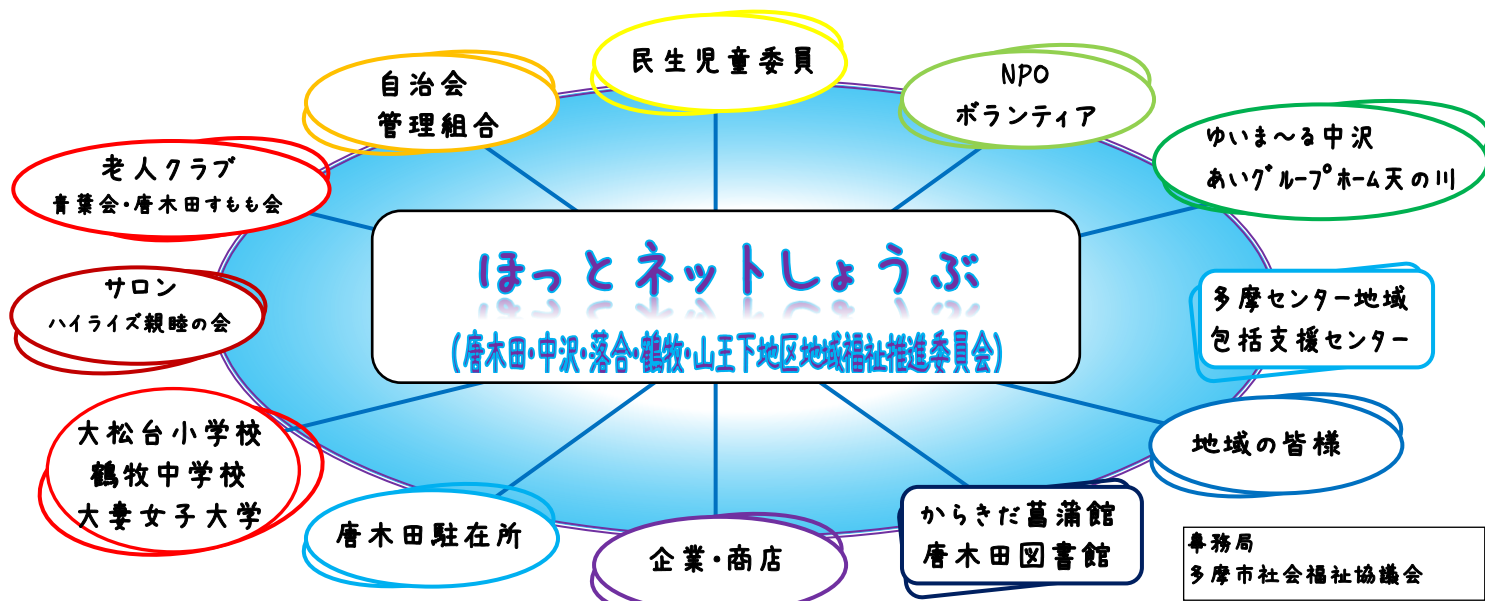 民生児童委員
自治会
管理組合
NPO
ボランティア
ゆいま～る中沢
あいグループホーム天の川
老人クラブ
青葉会・唐木田すもも会
ほっとネットしょうぶ
(唐木田・中沢・落合・鶴牧・山王下地区地域福祉推進委員会)
サロン
ハイライズ親睦の会
多摩センター地域
包括支援センター
大松台小学校
鶴牧中学校
大妻女子大学
地域の皆様
唐木田駐在所
企業・商店
からきだ菖蒲館
唐木田図書館
事務局
多摩市社会福祉協議会